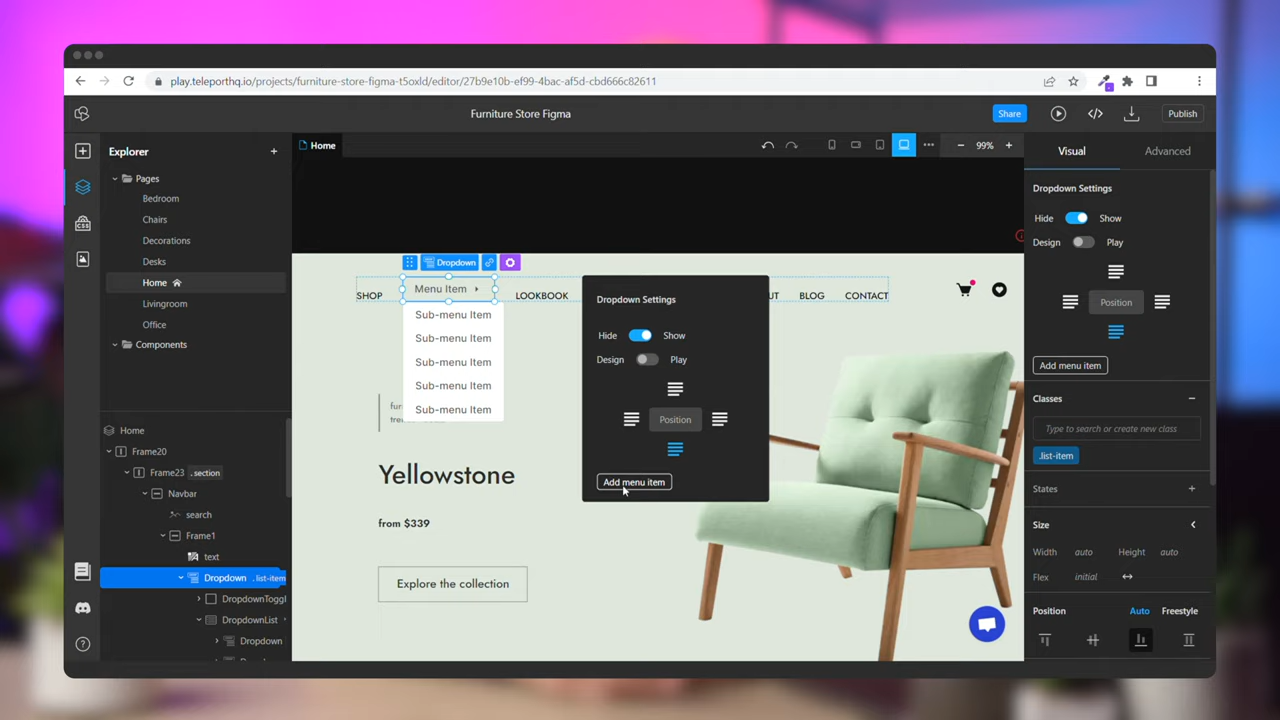 play.teleporthq.io/projects/furniture-store-figma-t5oxld/editor/27b9e10b-ef99-4bac-af5d-cbd666c82611
Furniture Store Figma
Share
Publish
Explorer
Home
99%
Visual
Advanced
Pages
Bedroom
Chairs
Decorations
Desks
Home
Livingroom
Office
Components
Home
Frame20
Frame23 .section
Navbar
search
Frame1
text
Dropdown .list-item
DropdownToggl
DropdownList
Dropdown
Dropdown
SHOP
Menu Item
LOOKBOOK
UT
BLOG
CONTACT
Sub-menu Item
Sub-menu Item
Sub-menu Item
Sub-menu Item
Sub-menu Item
Yellowstone
from $339
Explore the collection
Dropdown Settings
Hide Show
Design Play
Position
Add menu item
Dropdown Settings
Hide Show
Design Play
Position
Add menu item
Classes
Type to search or create new class
.list-item
States
Size
Width auto Height auto
Flex initial
Position Auto Freestyle